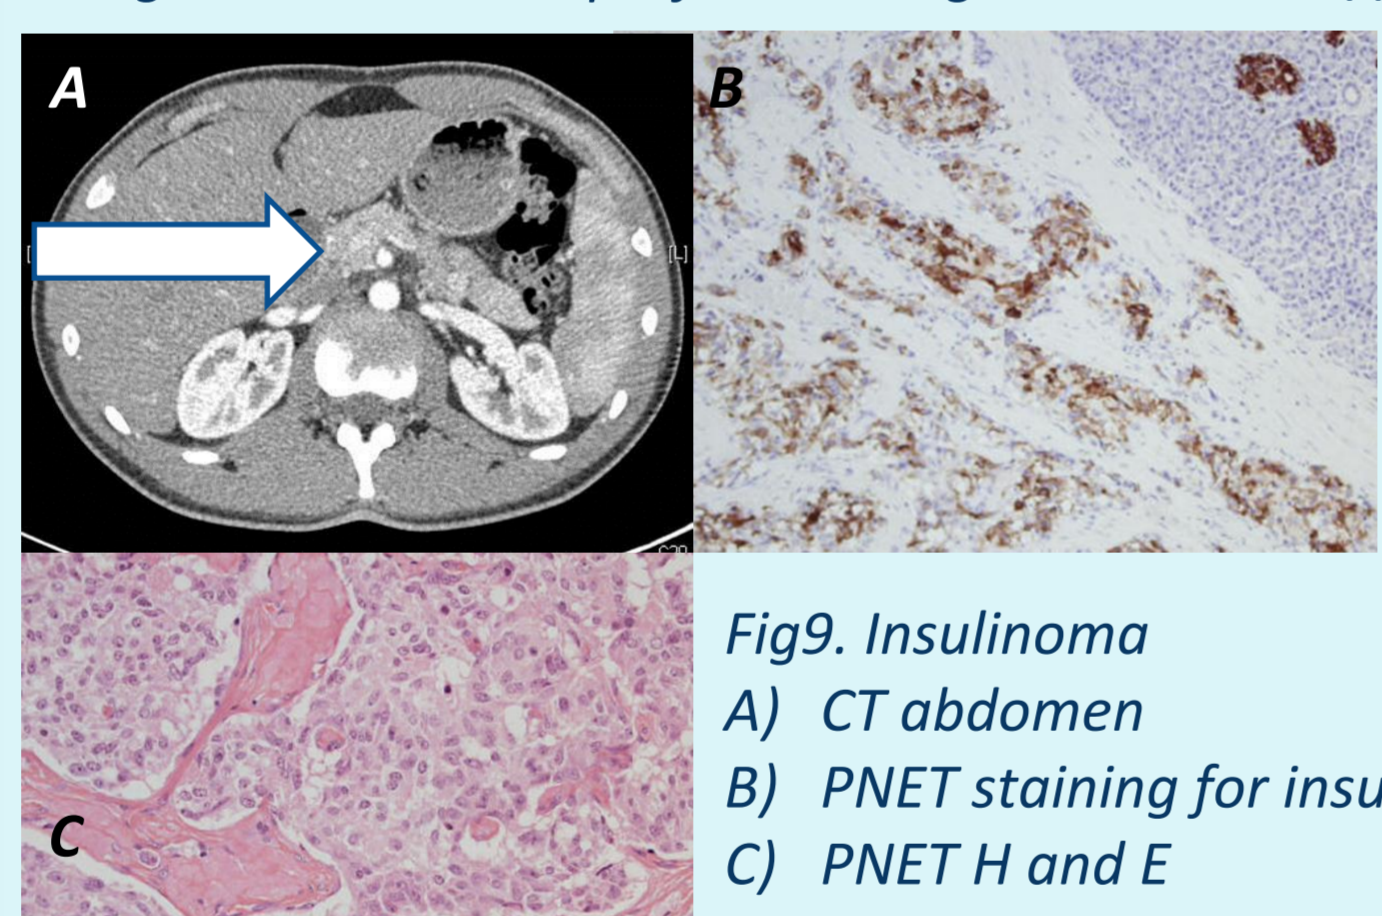 A
B
[L]
C
Fig9. Insulinoma
A) CT abdomen
B) PNET staining for insu
C) PNET H and E